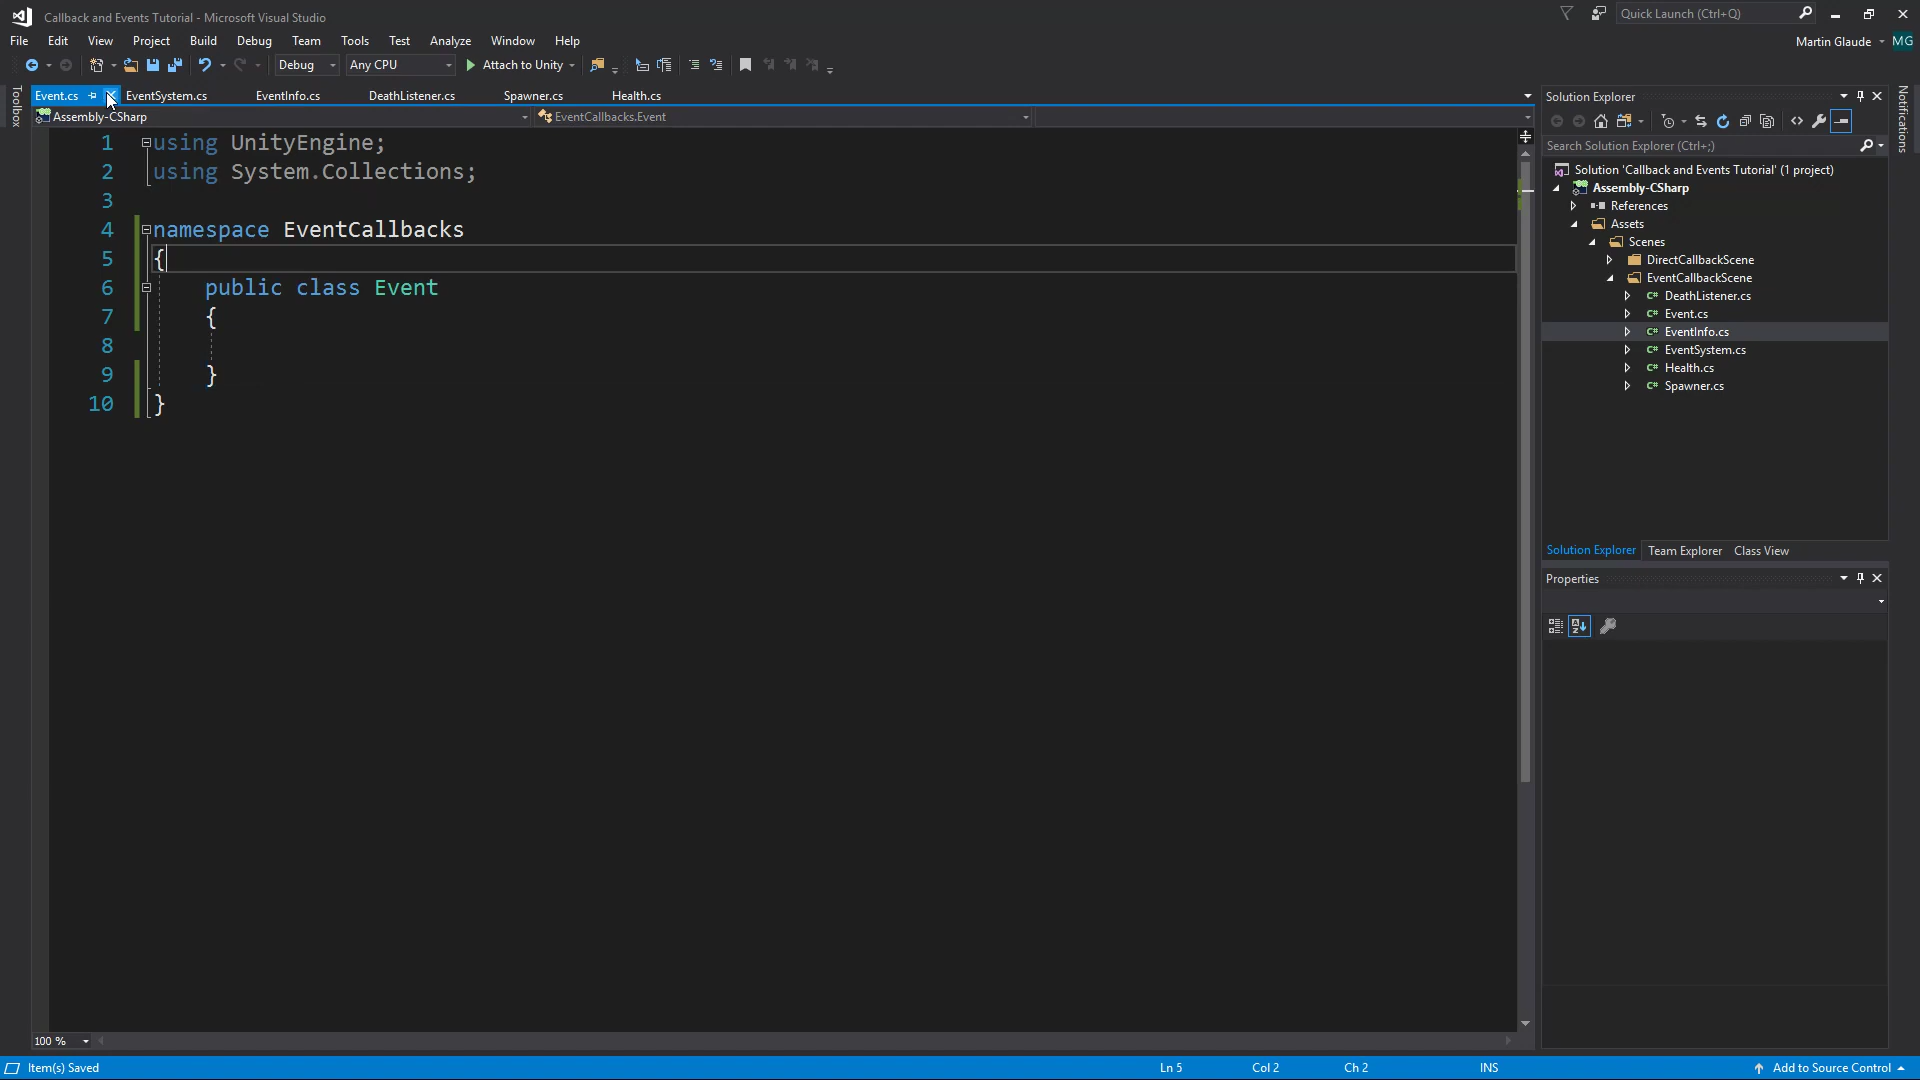 Callback and Events Tutorial - Microsoft Visual Studio
Quick Launch (Ctrl+Q)
File Edit View Project Build Debug Team Tools Test Analyze Window Help
Martin Glaude MG
Debug Any CPU Attach to Unity
Toolbox
Event.cs EventSystem.cs EventInfo.cs DeathListener.cs Spawner.cs Health.cs
Assembly-CSharp EventCallbacks.Event
1 using UnityEngine;
2 using System.Collections;
3
4 namespace EventCallbacks
5 {
6 public class Event
7 {
8
9 }
10 }
Solution Explorer
Search Solution Explorer (Ctrl+;)
Solution 'Callback and Events Tutorial' (1 project)
Assembly-CSharp
References
Assets
Scenes
DirectCallbackScene
EventCallbackScene
C# DeathListener.cs
C# Event.cs
C# EventInfo.cs
C# EventSystem.cs
C# Health.cs
C# Spawner.cs
Solution Explorer Team Explorer Class View
Properties
Notifications
100 %
Item(s) Saved Ln 5 Col 2 Ch 2 INS Add to Source Control